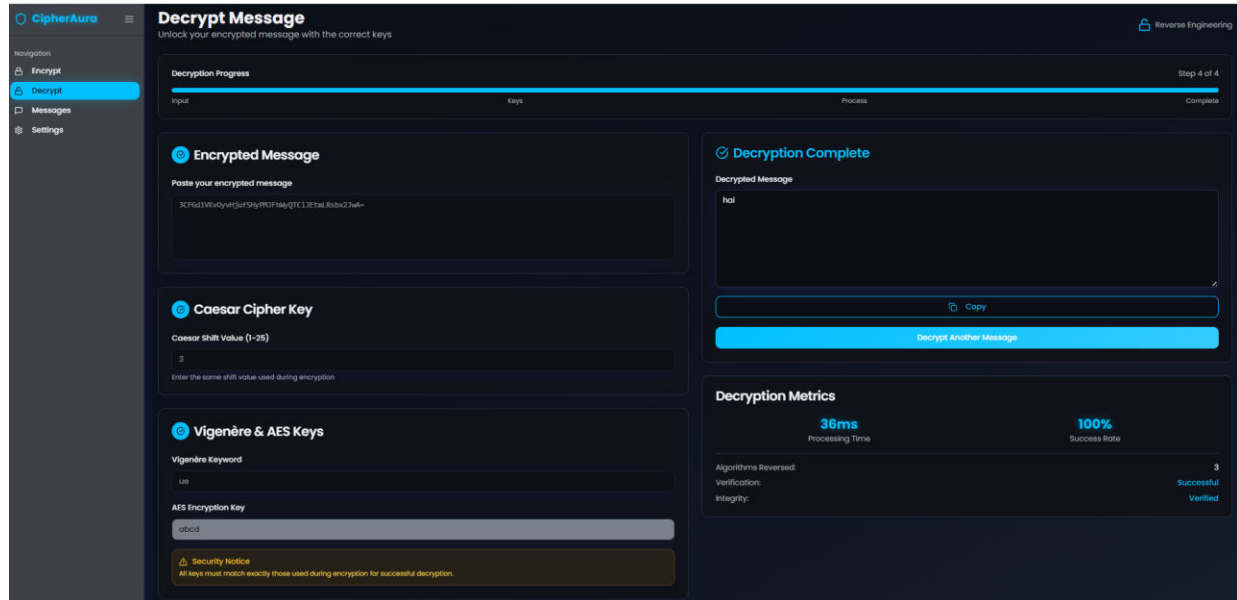 CipherAura
Navigation
Encrypt
Decrypt
Messages
Settings
Decrypt Message
Unlock your encrypted message with the correct keys
Reverse Engineering
Decryption Progress
Step 4 of 4
Input
Keys
Process
Complete
Encrypted Message
Paste your encrypted message
Caesar Cipher Key
Caesar Shift Value (1-25)
3
Enter the same shift value used during encryption
Vigenère & AES Keys
Vigenère Keyword
ue
AES Encryption Key
abcd
Security Notice
All keys must match exactly those used during encryption for successful decryption.
Decryption Complete
Decrypted Message
hai
Copy
Decrypt Another Message
Decryption Metrics
36ms
Processing Time
100%
Success Rate
Algorithms Reversed:
3
Verification:
Successful
Integrity:
Verified